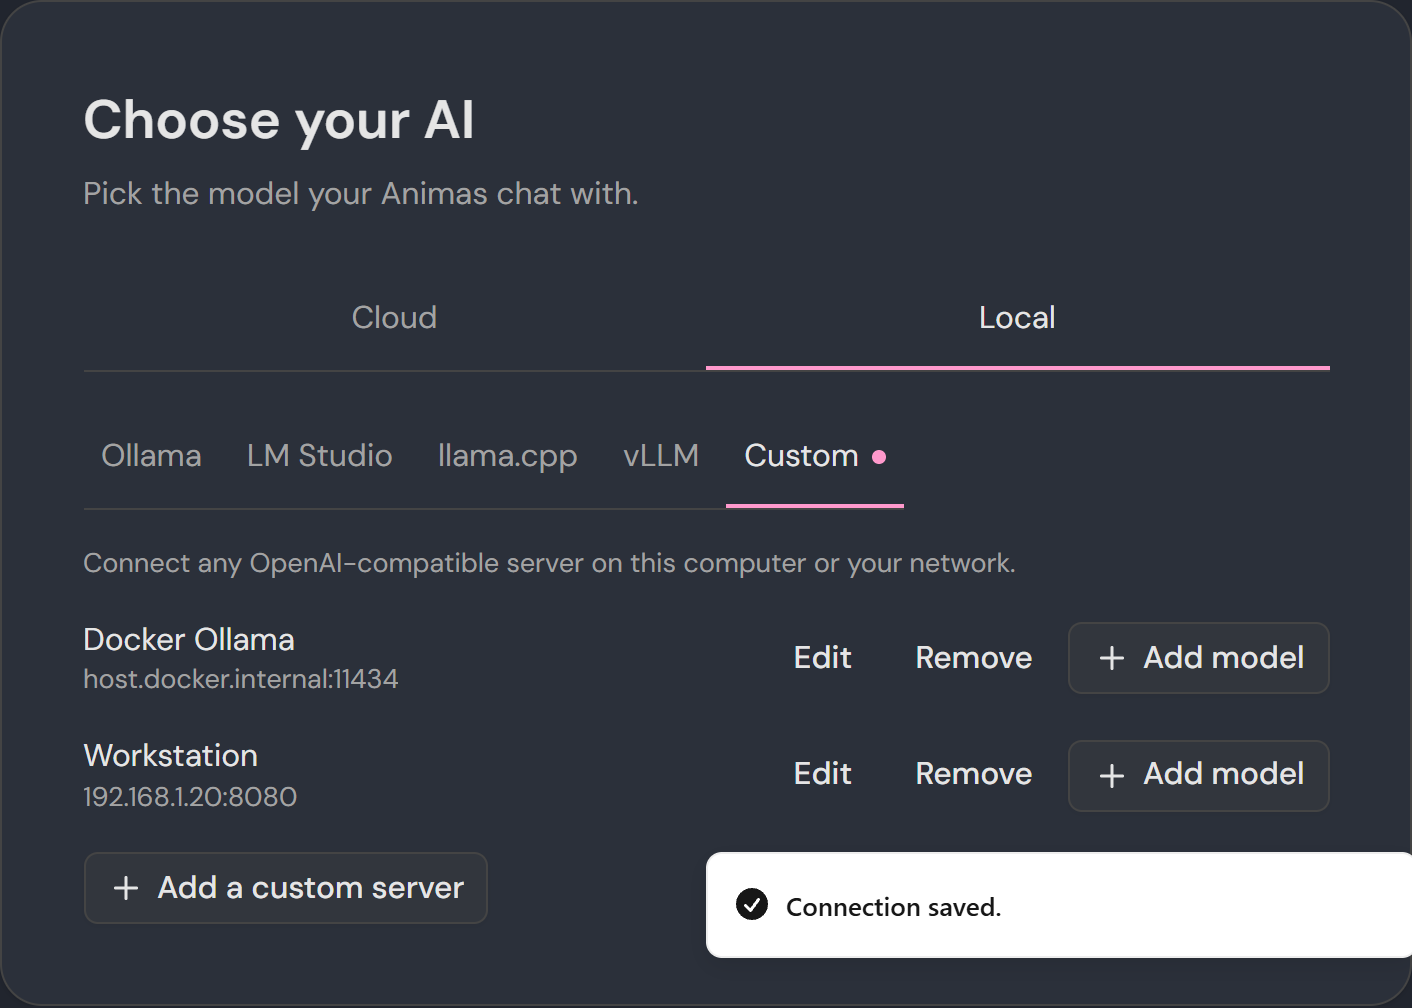 Choose your AI
Pick the model your Animas chat with.
Cloud Local
Ollama LM Studio llama.cpp vLLM Custom
Connect any OpenAI-compatible server on this computer or your network.
Docker Ollama
host.docker.internal:11434
Edit Remove + Add model
Workstation
192.168.1.20:8080
Edit Remove + Add model
+ Add a custom server
Connection saved.